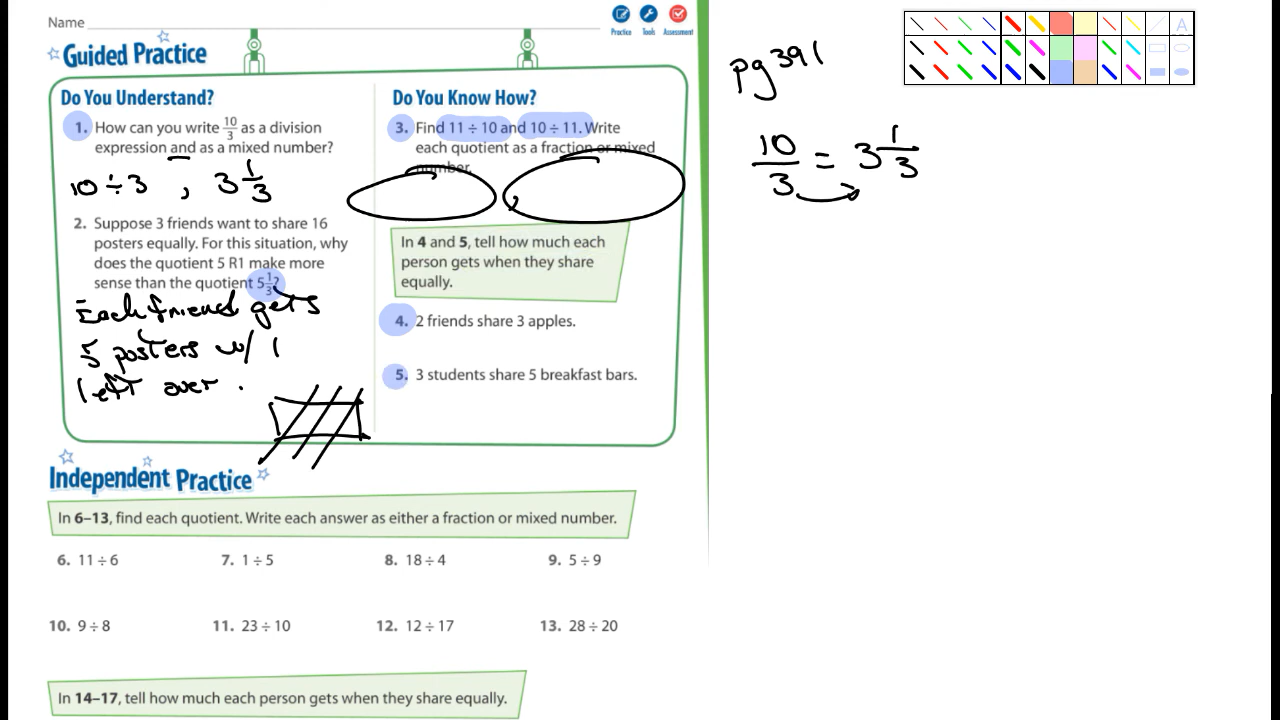 Name
Practice Tools Assessment
Guided Practice
Do You Understand?
1. How can you write 10/3 as a division
expression and as a mixed number?
10 ÷ 3 , 3 1/3
2. Suppose 3 friends want to share 16
posters equally. For this situation, why
does the quotient 5 R1 make more
sense than the quotient 5 1/3?
Each friend gets
5 posters w/ 1
left over .
Do You Know How?
3. Find 11 ÷ 10 and 10 ÷ 11. Write
each quotient as a fraction or mixed
number.
In 4 and 5, tell how much each
person gets when they share
equally.
4. 2 friends share 3 apples.
5. 3 students share 5 breakfast bars.
pg 391
10/3 = 3 1/3
A
Independent Practice
In 6–13, find each quotient. Write each answer as either a fraction or mixed number.
6. 11 ÷ 6 7. 1 ÷ 5 8. 18 ÷ 4 9. 5 ÷ 9
10. 9 ÷ 8 11. 23 ÷ 10 12. 12 ÷ 17 13. 28 ÷ 20
In 14–17, tell how much each person gets when they share equally.